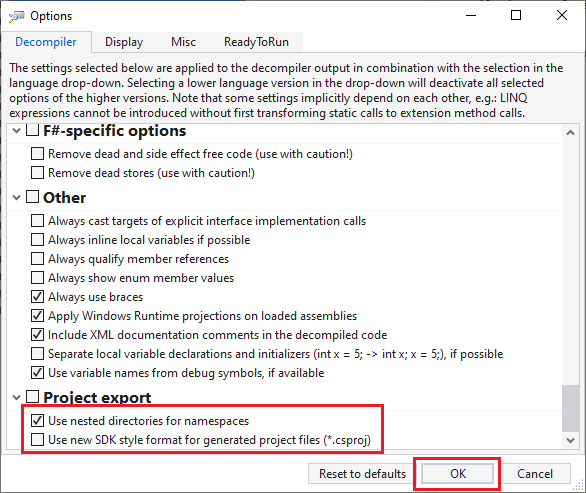 Options
Decompiler Display Misc ReadyToRun
The settings selected below are applied to the decompiler output in combination with the selection in the
language drop-down. Selecting a lower language version in the drop-down will deactivate all selected
options of the higher versions. Note that some settings implicitly depend on each other, e.g.: LINQ
expressions cannot be introduced without first transforming static calls to extension method calls.
F#-specific options
Remove dead and side effect free code (use with caution!)
Remove dead stores (use with caution!)
Other
Always cast targets of explicit interface implementation calls
Always inline local variables if possible
Always qualify member references
Always show enum member values
Always use braces
Apply Windows Runtime projections on loaded assemblies
Include XML documentation comments in the decompiled code
Separate local variable declarations and initializers (int x = 5; -> int x; x = 5;), if possible
Use variable names from debug symbols, if available
Project export
Use nested directories for namespaces
Use new SDK style format for generated project files (*.csproj)
Reset to defaults OK Cancel